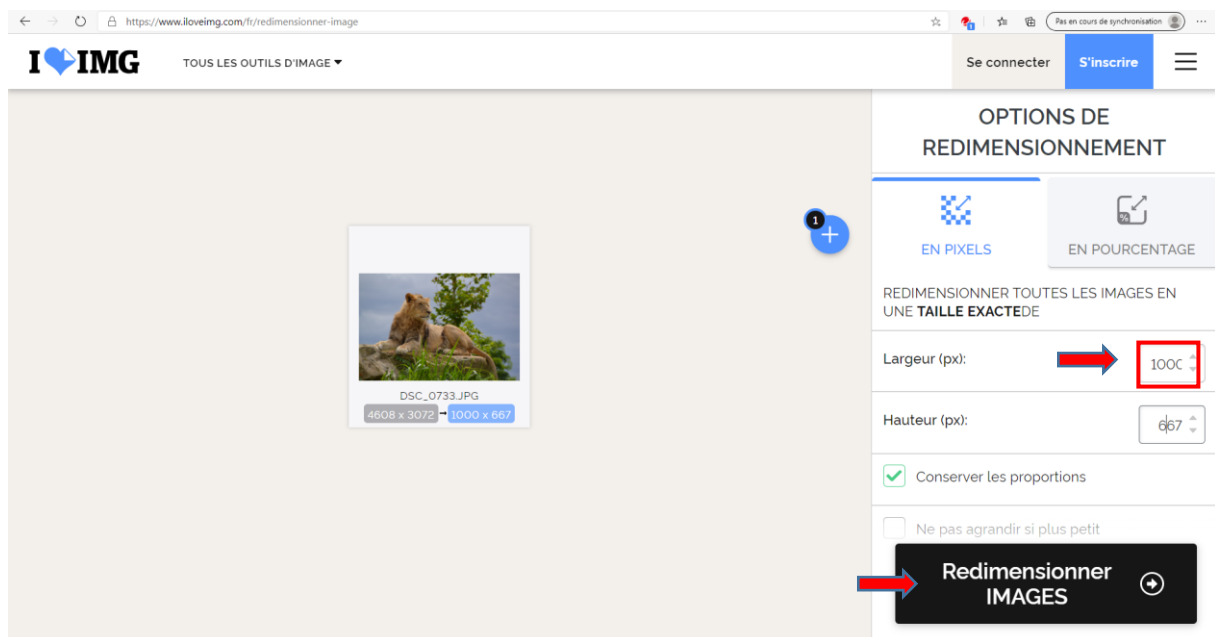 https://www.iloveimg.com/fr/redimensionner-image
Pas en cours de synchronisation
I IMG
TOUS LES OUTILS D'IMAGE
Se connecter
S'inscrire
OPTIONS DE
REDIMENSIONNEMENT
1
EN PIXELS
EN POURCENTAGE
%
REDIMENSIONNER TOUTES LES IMAGES EN
UNE TAILLE EXACTEDE
Largeur (px):
1000
DSC_0733.JPG
4608 x 3072
1000 x 667
Hauteur (px):
667
Conserver les proportions
Ne pas agrandir si plus petit
Redimensionner
IMAGES